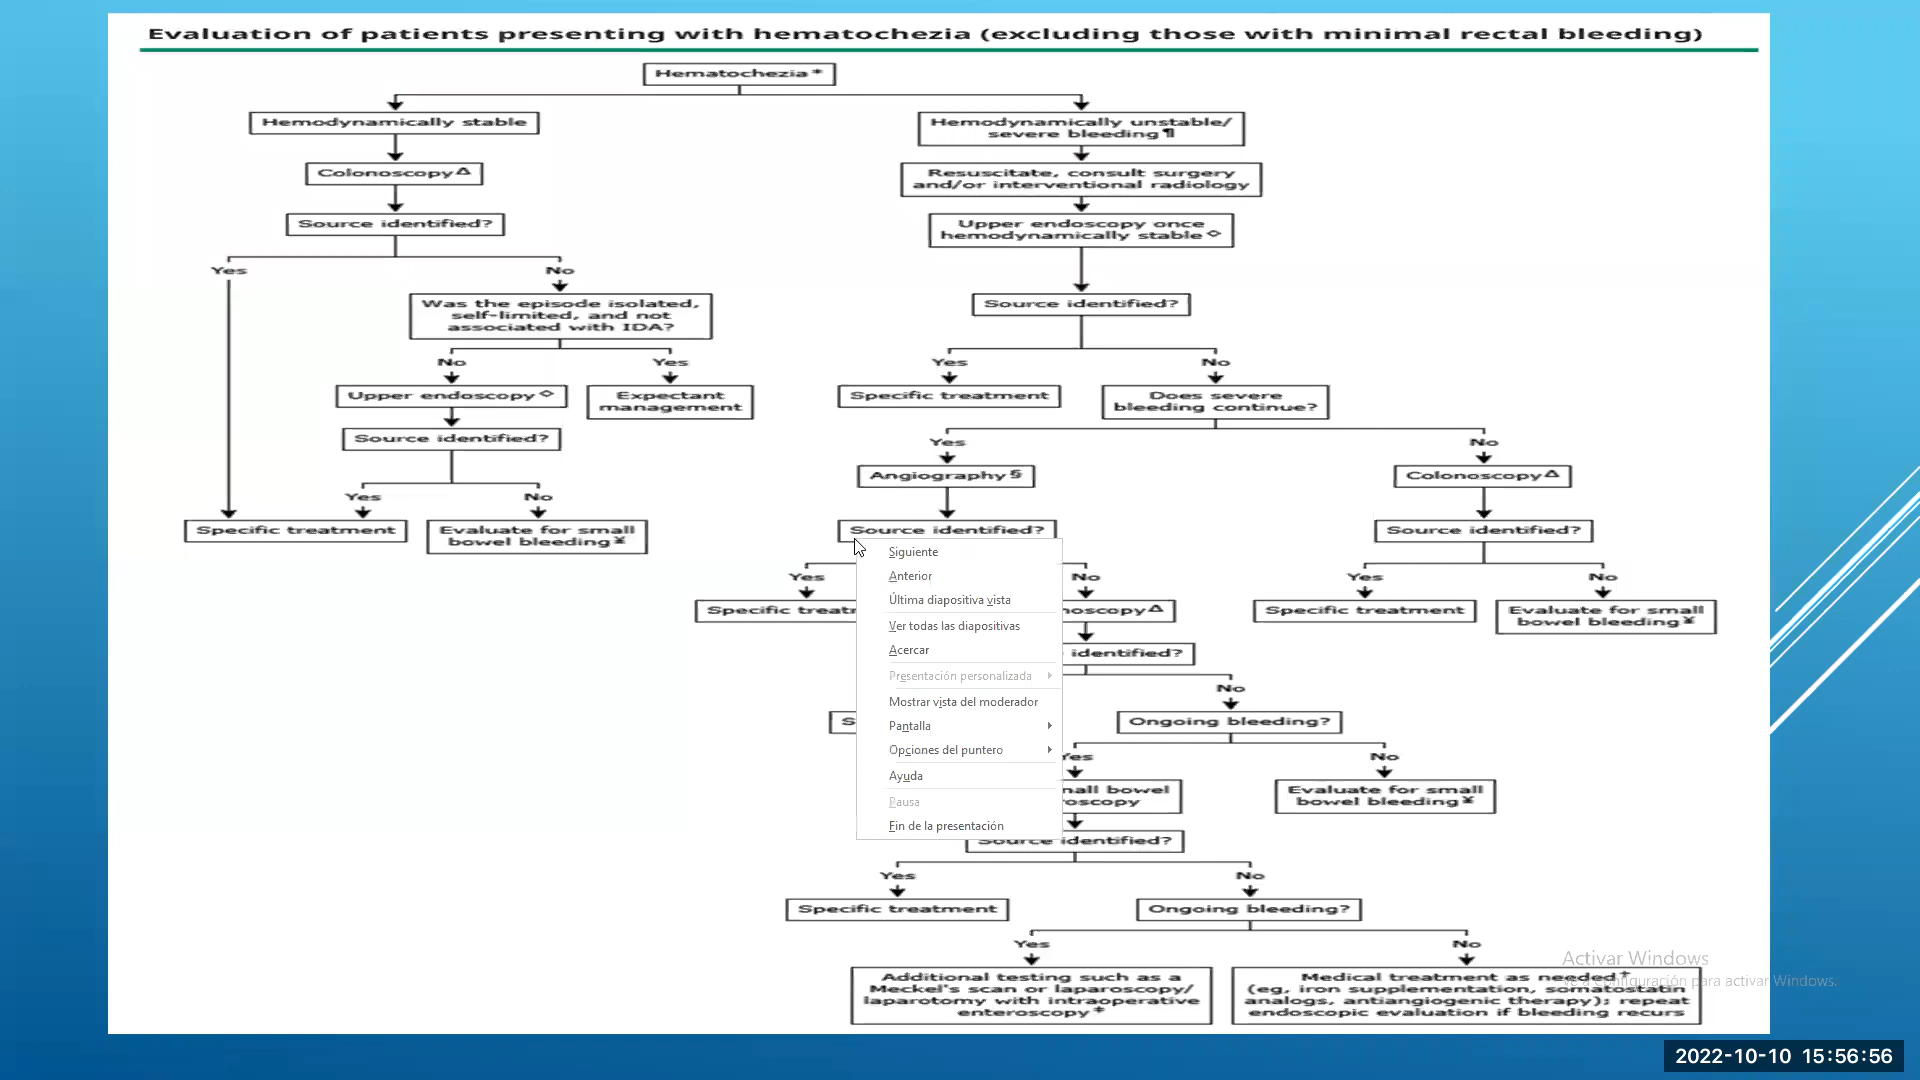 Evaluation of patients presenting with hematochezia (excluding those with minimal rectal bleeding)
Hematochezia*
Hemodynamically stable
Hemodynamically unstable/
severe bleeding¶
Colonoscopy Δ
Resuscitate, consult surgery
and/or interventional radiology
Source identified?
Upper endoscopy once
hemodynamically stable ◇
Yes
No
Was the episode isolated,
self-limited, and not
associated with IDA?
Source identified?
No
Yes
Yes
No
Upper endoscopy ◇
Expectant
management
Specific treatment
Does severe
bleeding continue?
Source identified?
Yes
No
Angiography §
Colonoscopy Δ
Yes
No
Specific treatment
Evaluate for small
bowel bleeding ¥
Source identified?
Source identified?
Yes
No
Yes
No
Specific
Δ
Specific treatment
Evaluate for small
bowel bleeding ¥
identified?
No
Ongoing bleeding?
Yes
No
bowel
Evaluate for small
bowel bleeding ¥
Source identified?
Yes
No
Specific treatment
Ongoing bleeding?
Yes
No
Additional testing such as a
Meckel's scan or laparoscopy/
laparotomy with intraoperative
enteroscopy ‡
Medical treatment as needed †
(eg, iron supplementation, somatostatin
analogs, antiangiogenic therapy); repeat
endoscopic evaluation if bleeding recurs
Siguiente
Anterior
Última diapositiva vista
Ver todas las diapositivas
Acercar
Presentación personalizada
Mostrar vista del moderador
Pantalla
Opciones del puntero
Ayuda
Pausa
Fin de la presentación
Activar Windows
Ve a Configuración para activar Windows.
2022-10-10 15:56:56